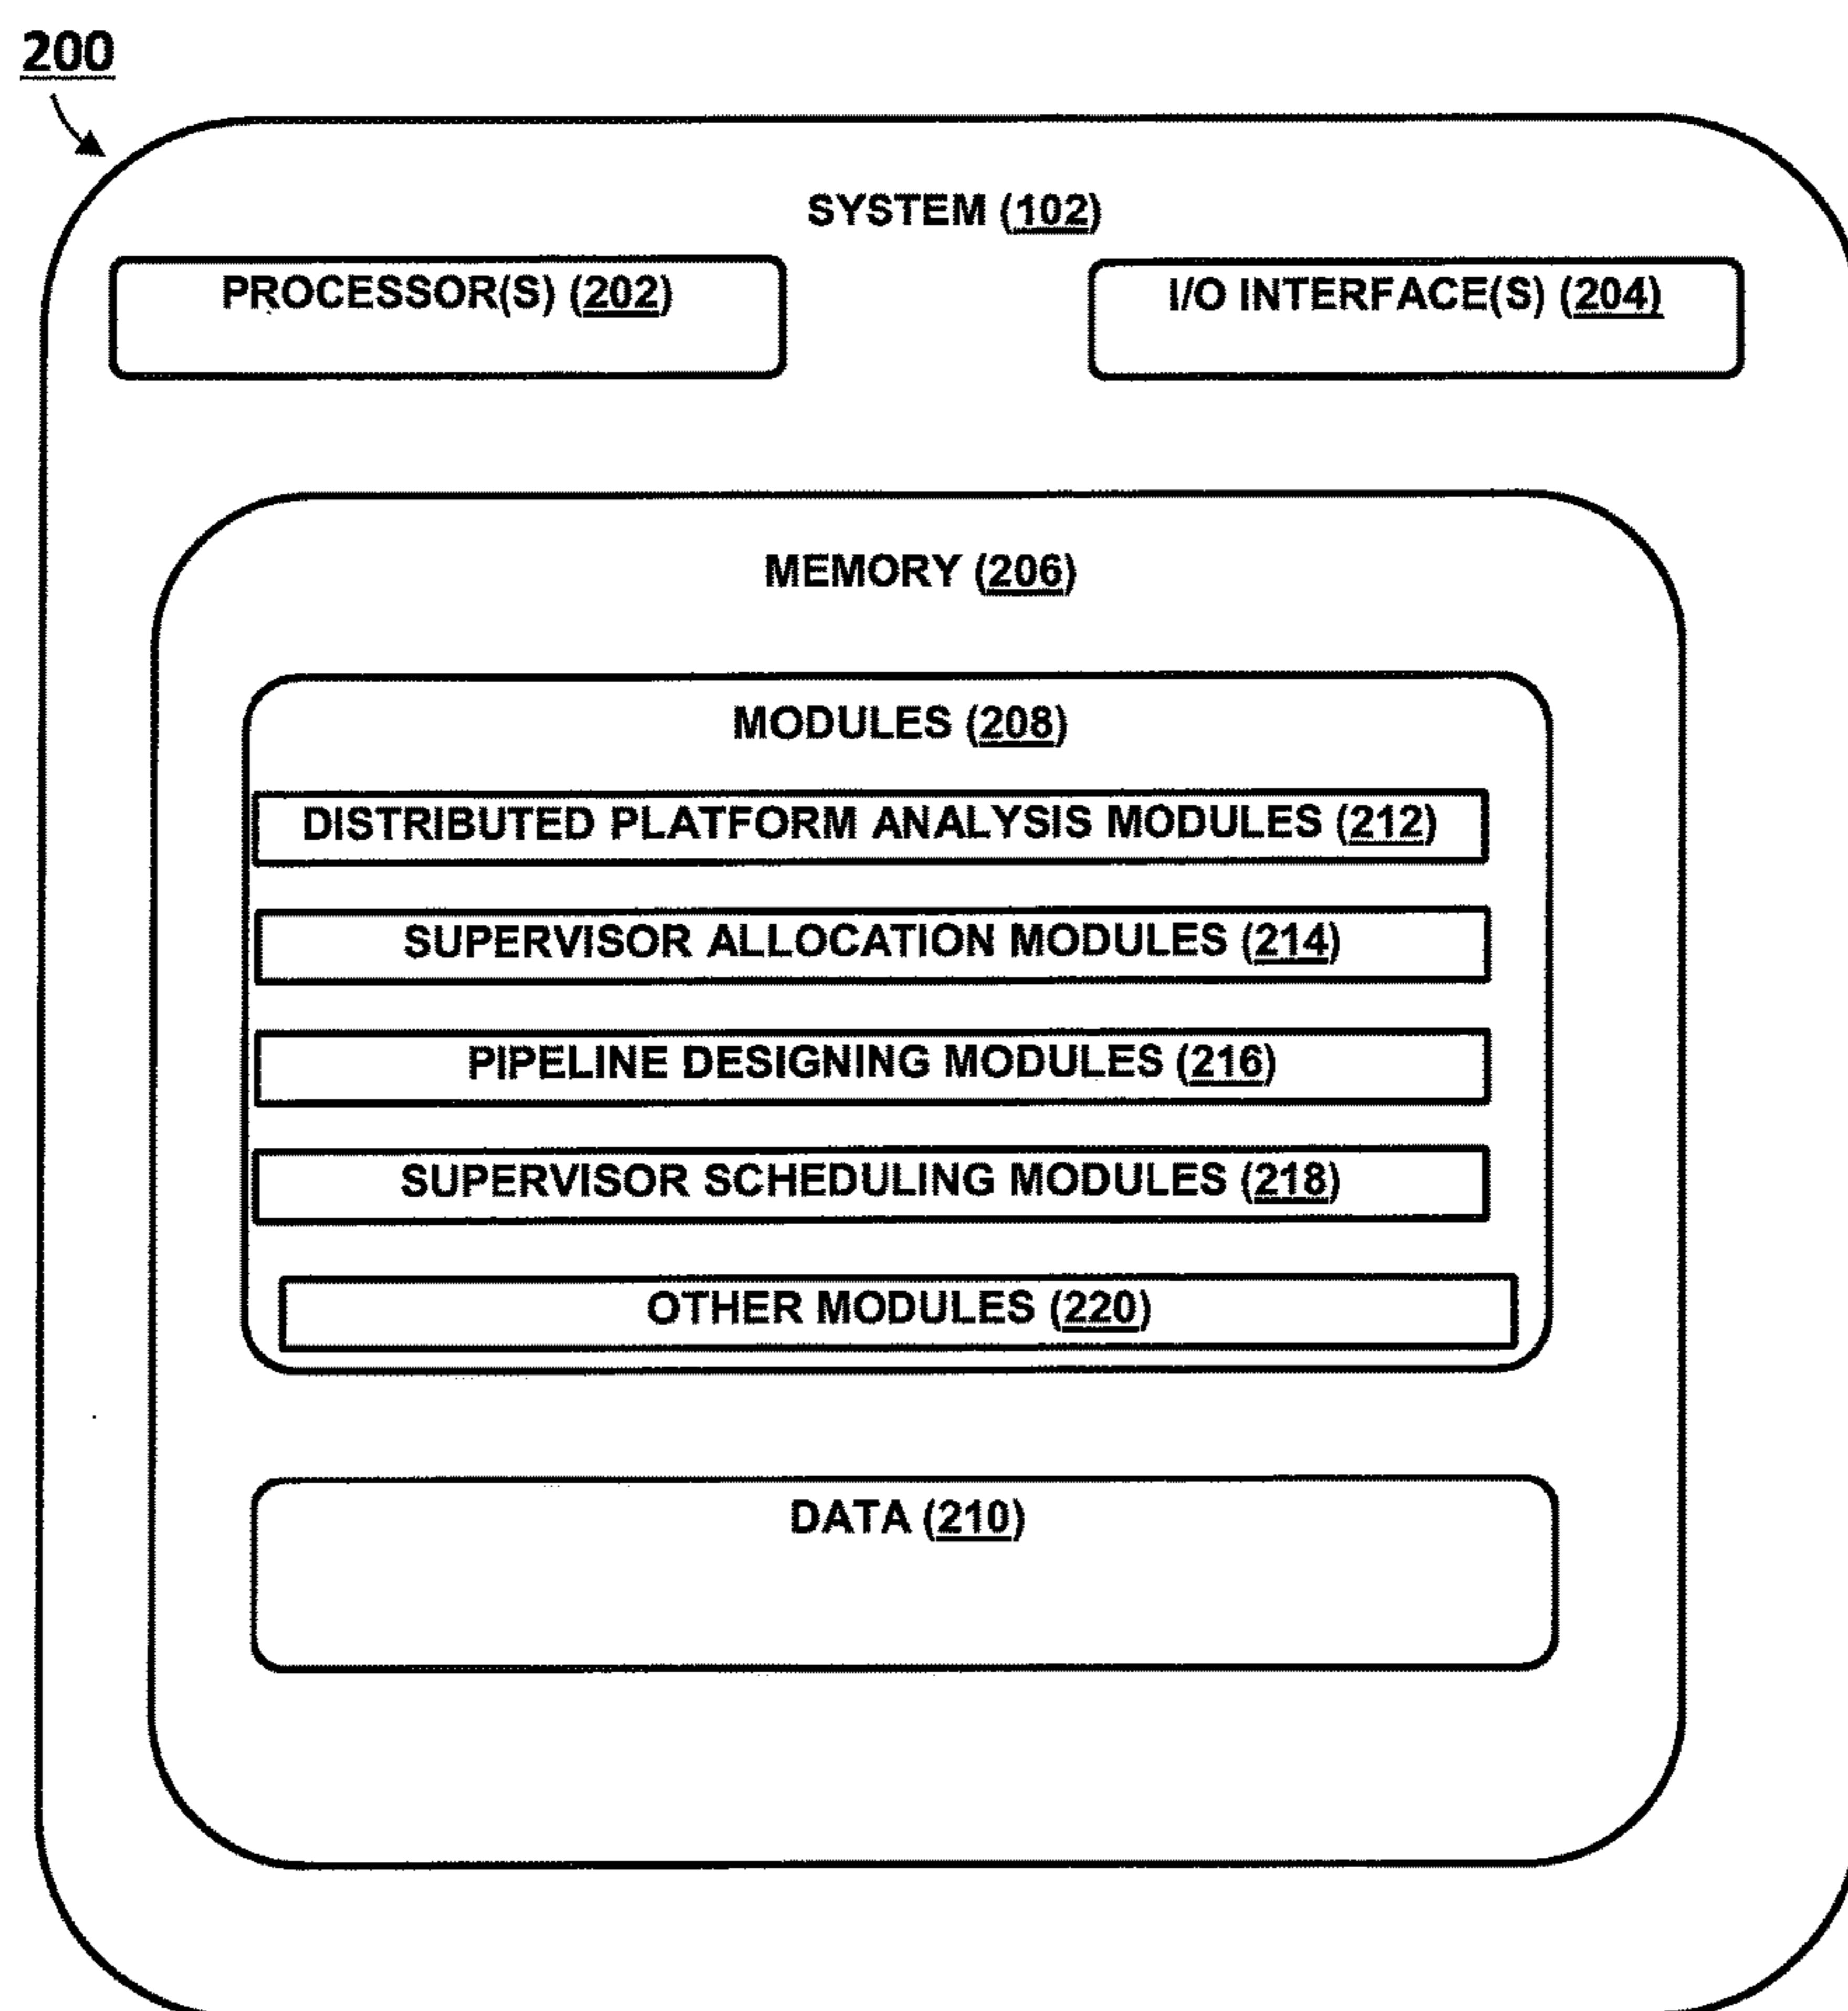 200
SYSTEM (102)
PROCESSOR(S) (202)
I/O INTERFACE(S) (204)
MEMORY (206)
MODULES (208)
DISTRIBUTED PLATFORM ANALYSIS MODULES (212)
SUPERVISOR ALLOCATION MODULES (214)
PIPELINE DESIGNING MODULES (216)
SUPERVISOR SCHEDULING MODULES (218)
OTHER MODULES (220)
DATA (210)